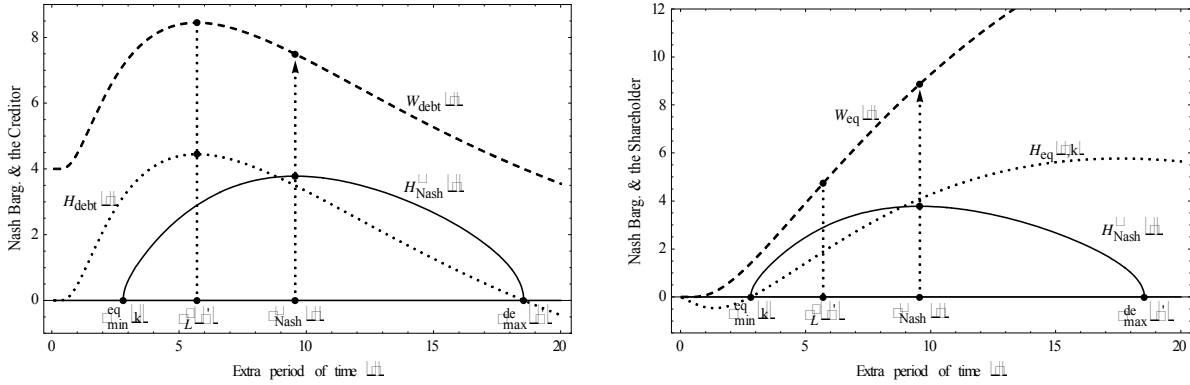 Nash Barg. & the Creditor
8
6
4
2
0
W debt
H debt
H Nash
eq min k
L
Nash
de max
0 5 10 15 20
Extra period of time
Nash Barg. & the Shareholder
12
10
8
6
4
2
0
W eq
H eq k
H Nash
eq min k
L
Nash
de max
0 5 10 15 20
Extra period of time